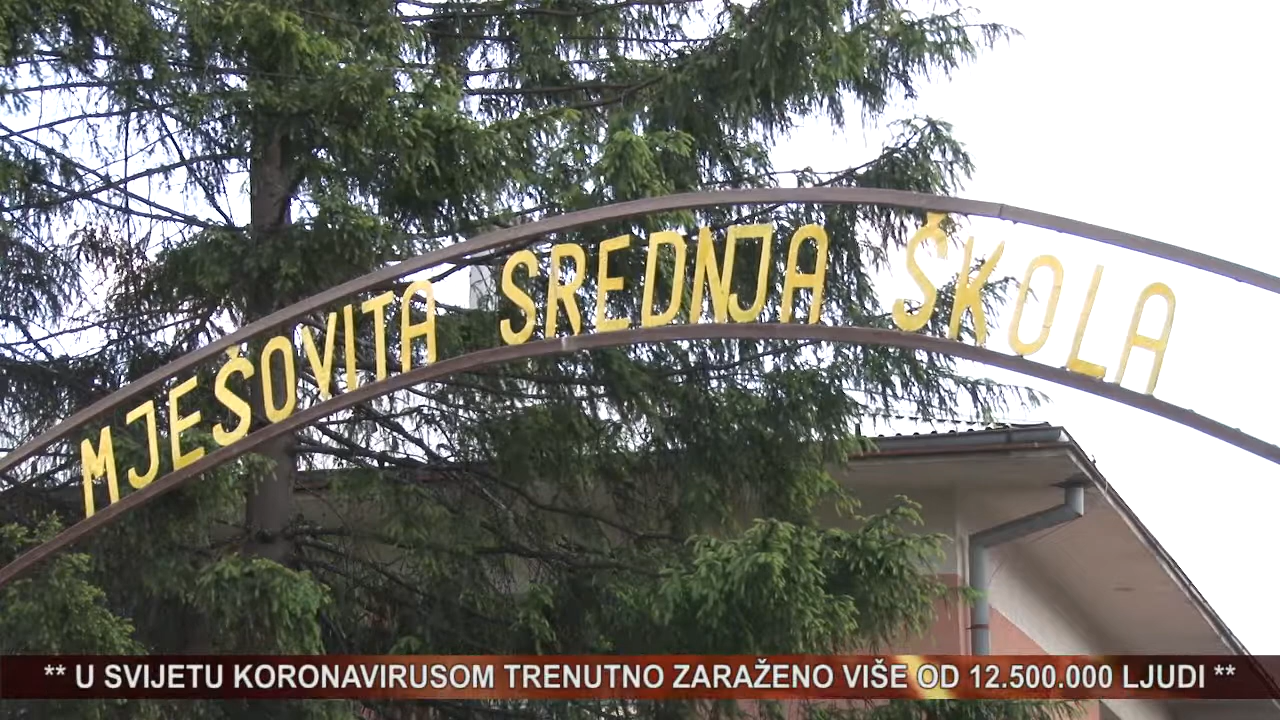 MJEŠOVITA SREDNJA ŠKOLA
** U SVIJETU KORONAVIRUSOM TRENUTNO ZARAŽENO VIŠE OD 12.500.000 LJUDI **